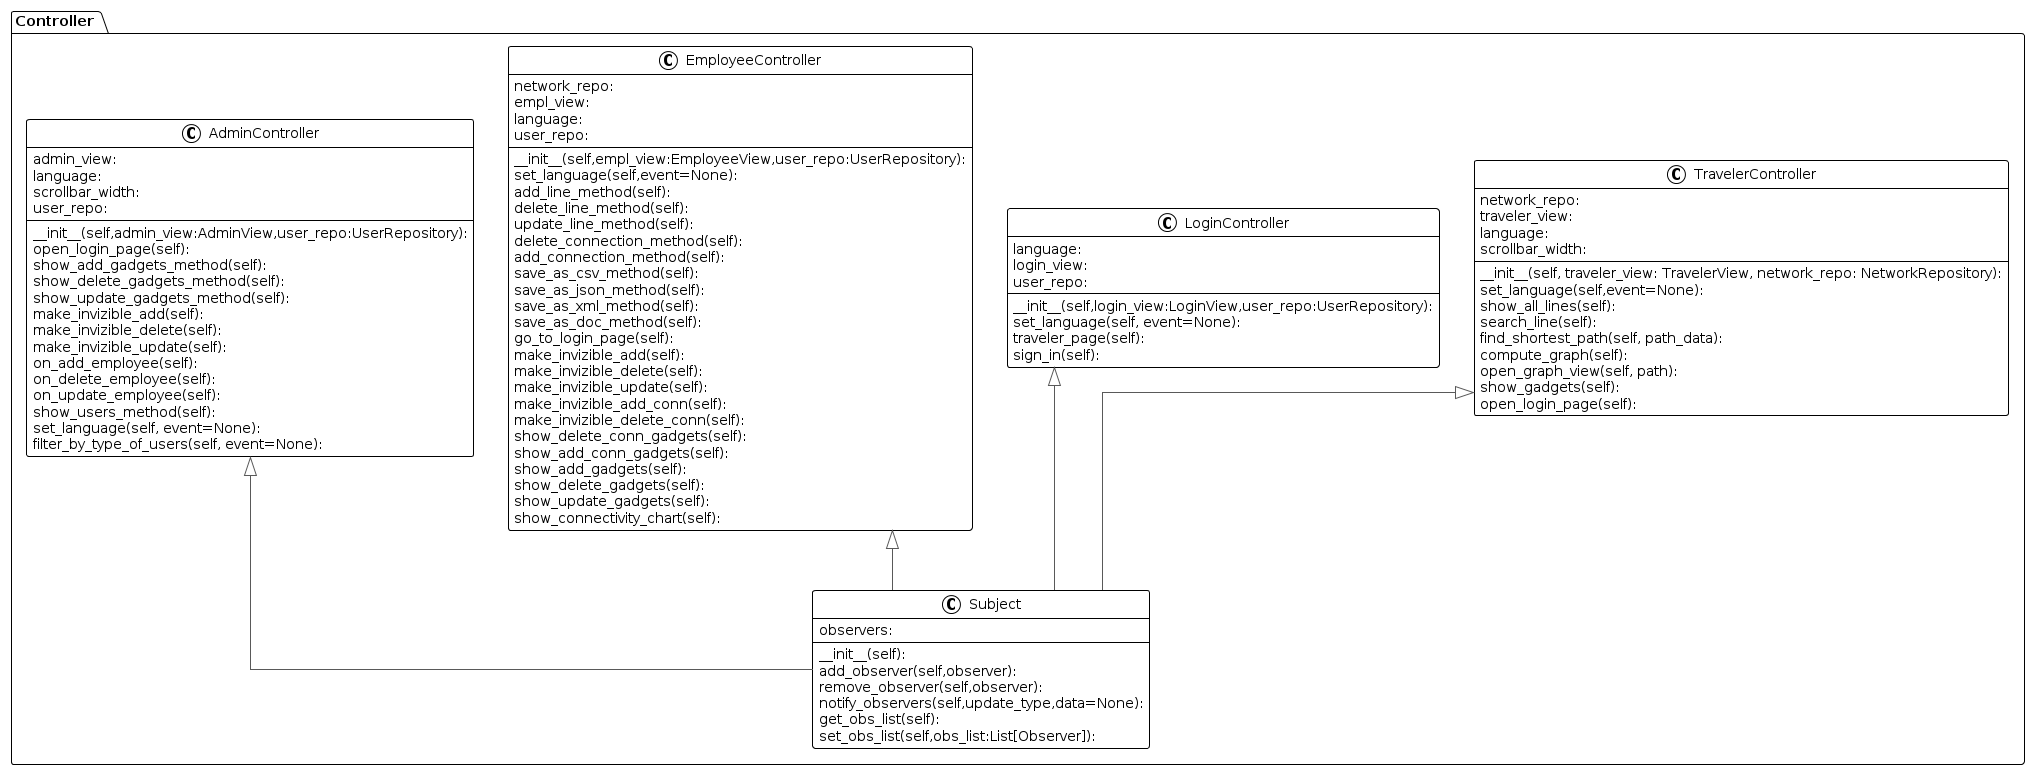 Controller
C AdminController
admin_view:
language:
scrollbar_width:
user_repo:
__init__(self,admin_view:AdminView,user_repo:UserRepository):
open_login_page(self):
show_add_gadgets_method(self):
show_delete_gadgets_method(self):
show_update_gadgets_method(self):
make_invizible_add(self):
make_invizible_delete(self):
make_invizible_update(self):
on_add_employee(self):
on_delete_employee(self):
on_update_employee(self):
show_users_method(self):
set_language(self, event=None):
filter_by_type_of_users(self, event=None):
C EmployeeController
network_repo:
empl_view:
language:
user_repo:
__init__(self,empl_view:EmployeeView,user_repo:UserRepository):
set_language(self,event=None):
add_line_method(self):
delete_line_method(self):
update_line_method(self):
delete_connection_method(self):
add_connection_method(self):
save_as_csv_method(self):
save_as_json_method(self):
save_as_xml_method(self):
save_as_doc_method(self):
go_to_login_page(self):
make_invizible_add(self):
make_invizible_delete(self):
make_invizible_update(self):
make_invizible_add_conn(self):
make_invizible_delete_conn(self):
show_delete_conn_gadgets(self):
show_add_conn_gadgets(self):
show_add_gadgets(self):
show_delete_gadgets(self):
show_update_gadgets(self):
show_connectivity_chart(self):
C LoginController
language:
login_view:
user_repo:
__init__(self,login_view:LoginView,user_repo:UserRepository):
set_language(self, event=None):
traveler_page(self):
sign_in(self):
C TravelerController
network_repo:
traveler_view:
language:
scrollbar_width:
__init__(self, traveler_view: TravelerView, network_repo: NetworkRepository):
set_language(self,event=None):
show_all_lines(self):
search_line(self):
find_shortest_path(self, path_data):
compute_graph(self):
open_graph_view(self, path):
show_gadgets(self):
open_login_page(self):
C Subject
observers:
__init__(self):
add_observer(self,observer):
remove_observer(self,observer):
notify_observers(self,update_type,data=None):
get_obs_list(self):
set_obs_list(self,obs_list:List[Observer]):